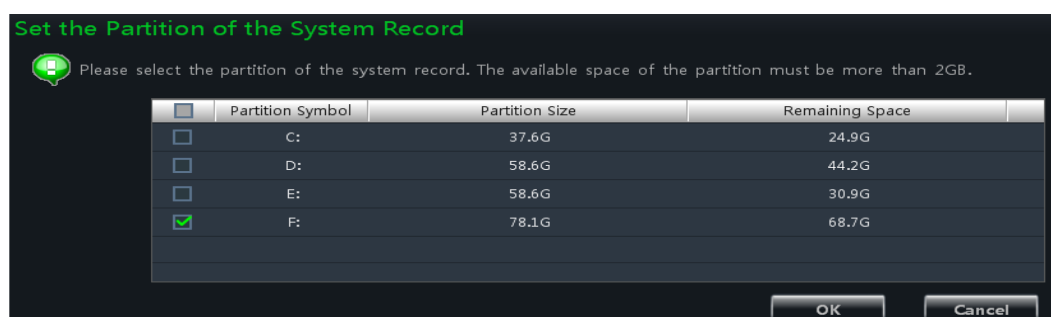 Set the Partition of the System Record
Please select the partition of the system record. The available space of the partition must be more than 2GB.
Partition Symbol Partition Size Remaining Space
C: 37.6G 24.9G
D: 58.6G 44.2G
E: 58.6G 30.9G
F: 78.1G 68.7G
OK Cancel